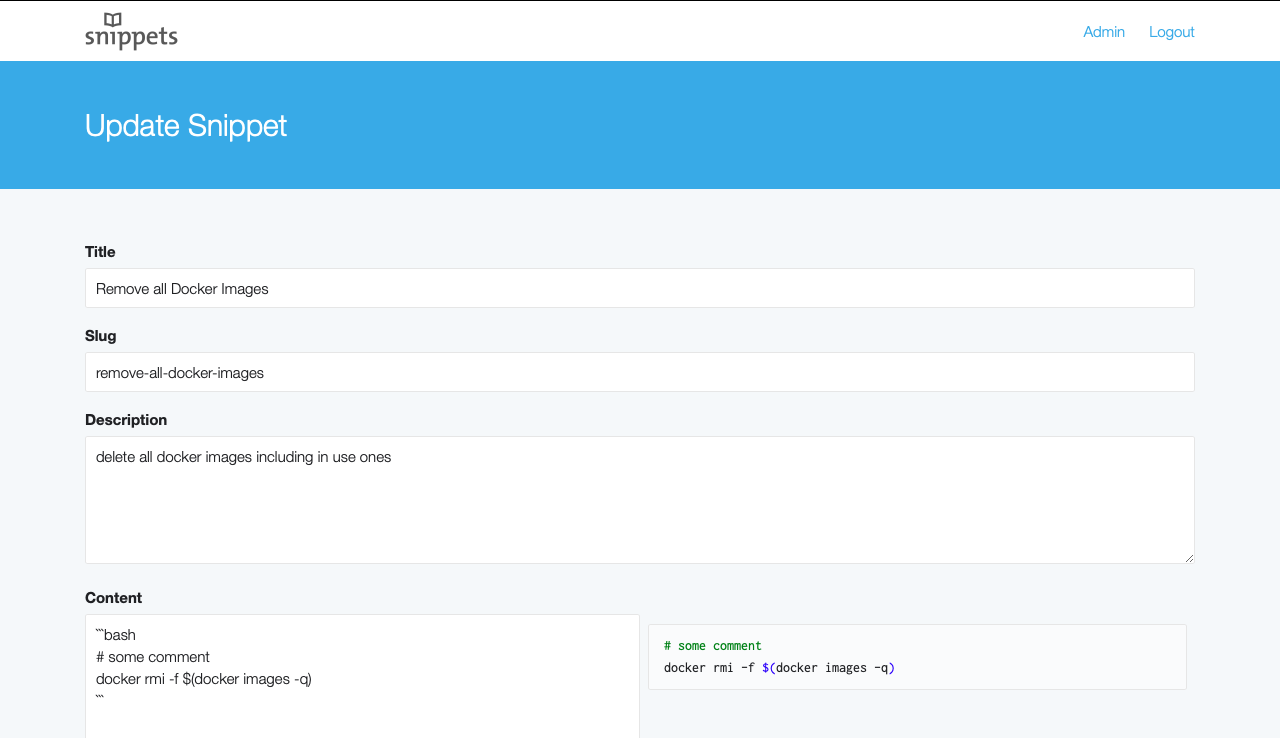 snippets
Admin Logout
Update Snippet
Title
Remove all Docker Images
Slug
remove-all-docker-images
Description
delete all docker images including in use ones
Content
```bash
# some comment
docker rmi -f $(docker images -q)
```
# some comment
docker rmi -f $(docker images -q)